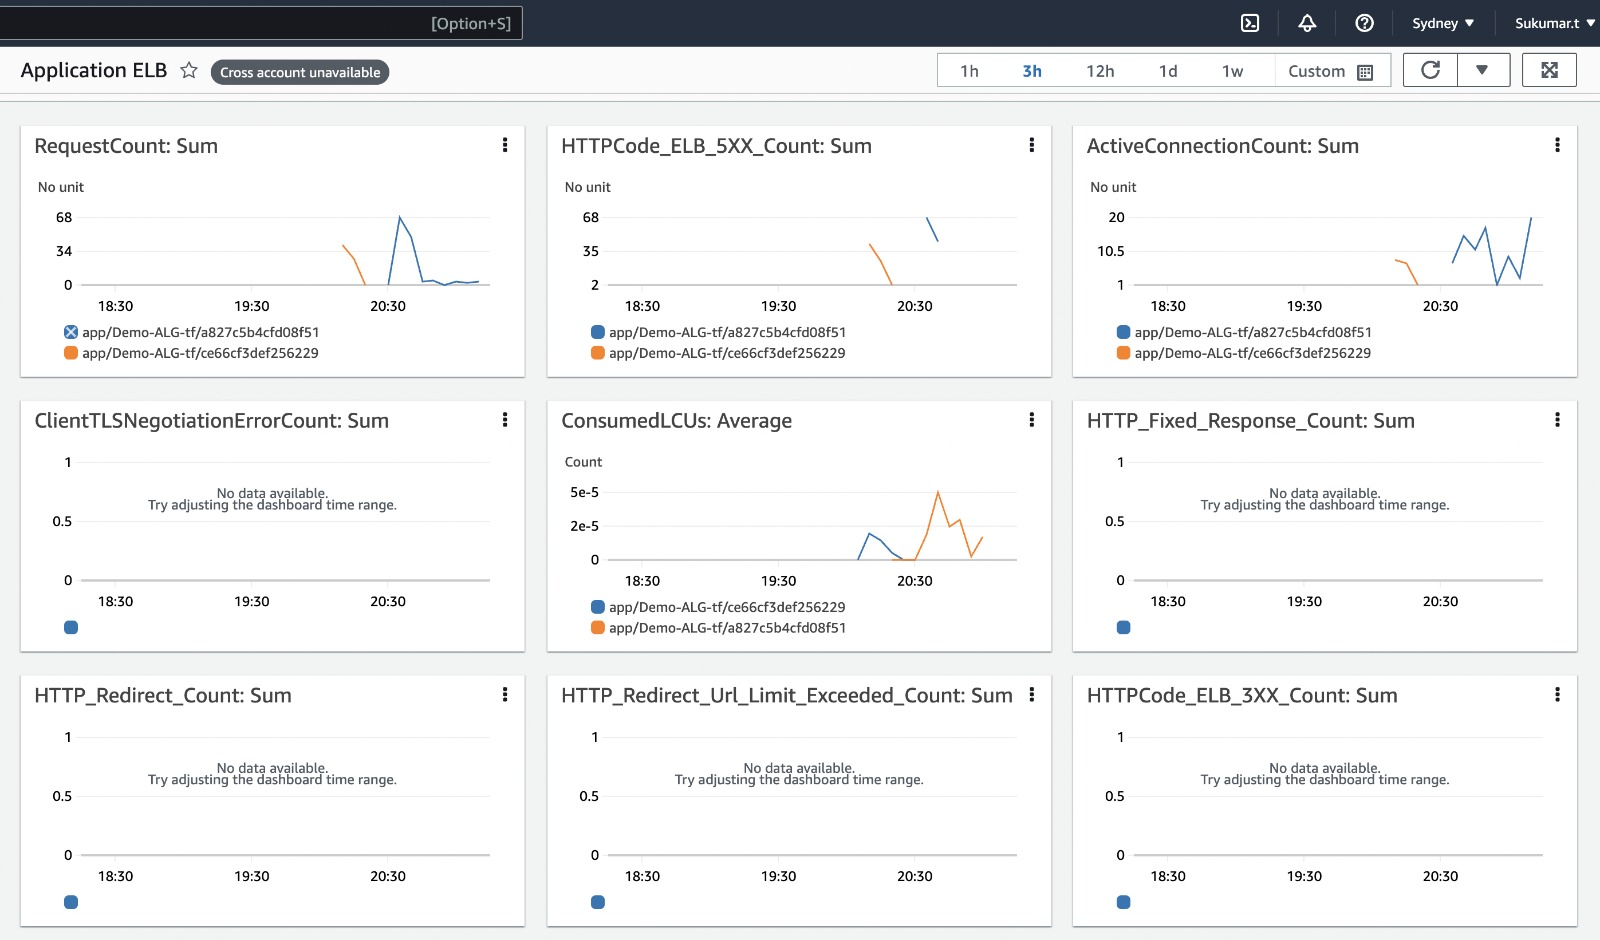 [Option+S]
Sydney
Sukumar.t
Application ELB
Cross account unavailable
1h 3h 12h 1d 1w Custom
RequestCount: Sum
No unit
68
34
0
18:30 19:30 20:30
app/Demo-ALG-tf/a827c5b4cfd08f51
app/Demo-ALG-tf/ce66cf3def256229
HTTPCode_ELB_5XX_Count: Sum
No unit
68
35
2
18:30 19:30 20:30
app/Demo-ALG-tf/a827c5b4cfd08f51
app/Demo-ALG-tf/ce66cf3def256229
ActiveConnectionCount: Sum
No unit
20
10.5
1
18:30 19:30 20:30
app/Demo-ALG-tf/a827c5b4cfd08f51
app/Demo-ALG-tf/ce66cf3def256229
ClientTLSNegotiationErrorCount: Sum
1
No data available.
Try adjusting the dashboard time range.
0.5
0
18:30 19:30 20:30
ConsumedLCUs: Average
Count
5e-5
2e-5
0
18:30 19:30 20:30
app/Demo-ALG-tf/ce66cf3def256229
app/Demo-ALG-tf/a827c5b4cfd08f51
HTTP_Fixed_Response_Count: Sum
1
No data available.
Try adjusting the dashboard time range.
0.5
0
18:30 19:30 20:30
HTTP_Redirect_Count: Sum
1
No data available.
Try adjusting the dashboard time range.
0.5
0
18:30 19:30 20:30
HTTP_Redirect_Url_Limit_Exceeded_Count: Sum
1
No data available.
Try adjusting the dashboard time range.
0.5
0
18:30 19:30 20:30
HTTPCode_ELB_3XX_Count: Sum
1
No data available.
Try adjusting the dashboard time range.
0.5
0
18:30 19:30 20:30